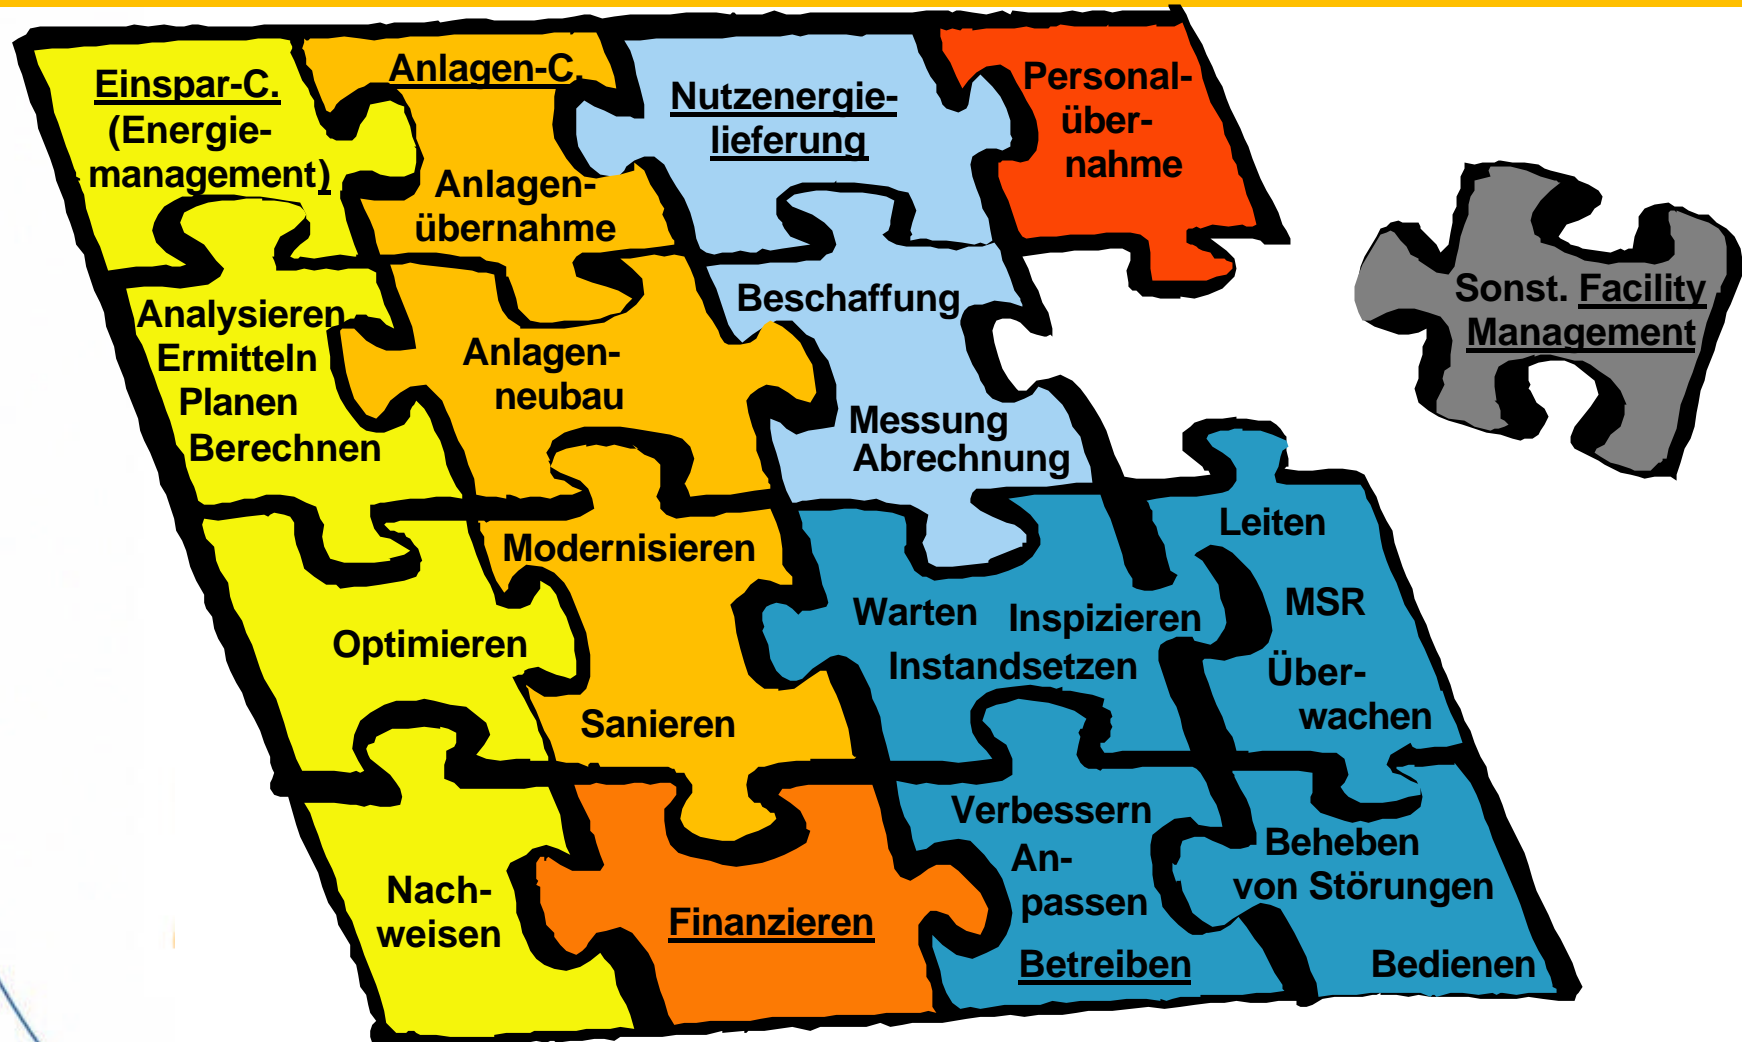 Einspar-C.
(Energie-
management)
Anlagen-C.
Anlagen-
übernahme
Nutzenergie-
lieferung
Personal-
über-
nahme
Sonst. Facility
Management
Analysieren
Ermitteln
Planen
Berechnen
Anlagen-
neubau
Beschaffung
Messung
Abrechnung
Optimieren
Modernisieren
Sanieren
Warten Inspizieren
Instandsetzen
Leiten
MSR
Über-
wachen
Nach-
weisen
Finanzieren
Verbessern
An-
passen
Betreiben
Beheben
von Störungen
Bedienen